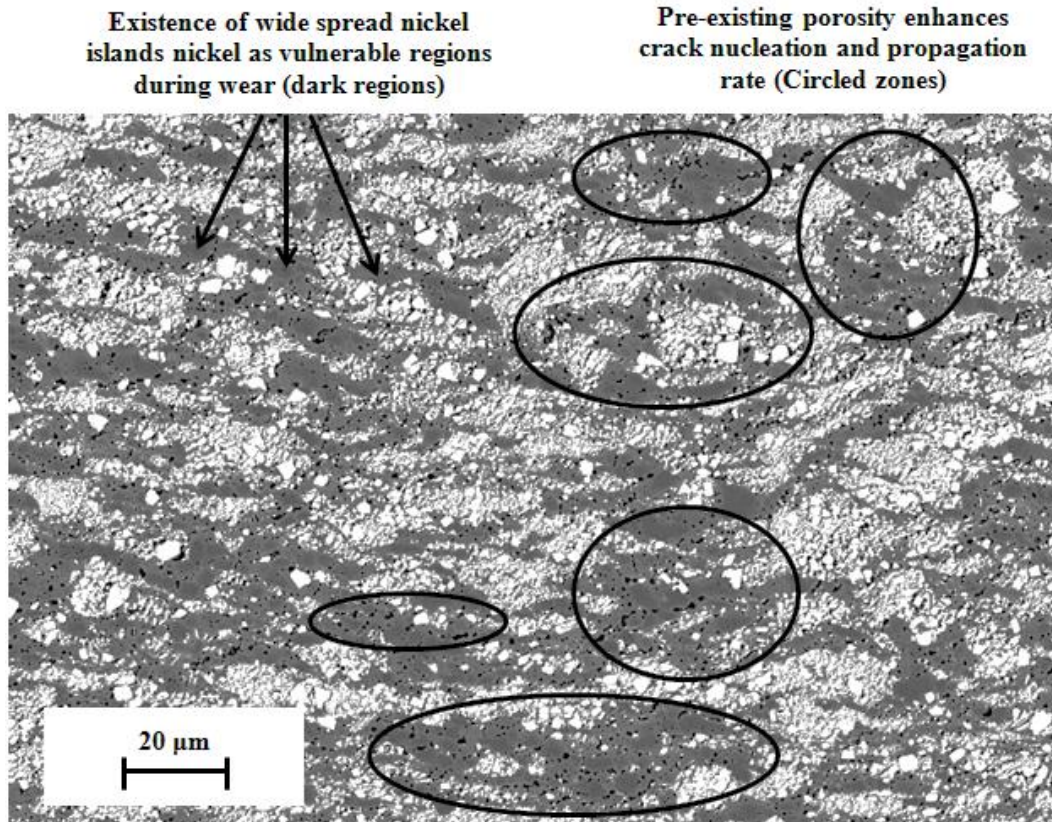 Existence of wide spread nickel
islands nickel as vulnerable regions
during wear (dark regions)
Pre-existing porosity enhances
crack nucleation and propagation
rate (Circled zones)
20 µm